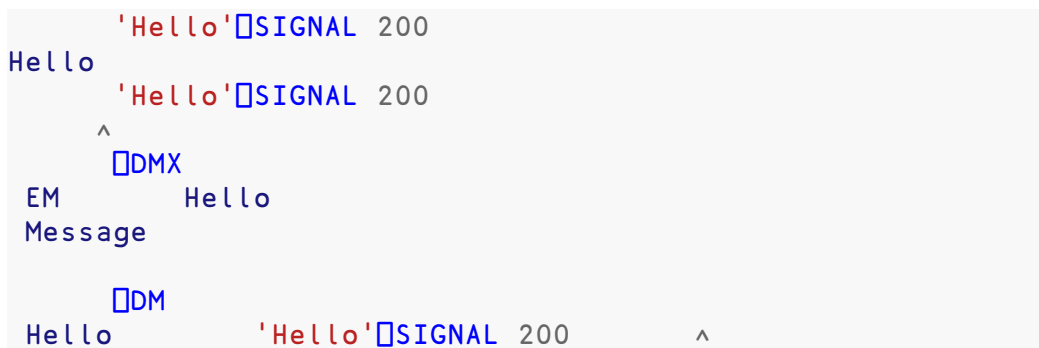 'Hello'⎕SIGNAL 200
Hello
      'Hello'⎕SIGNAL 200
     ^
      ⎕DMX
 EM       Hello
 Message

      ⎕DM
 Hello        'Hello'⎕SIGNAL 200       ^